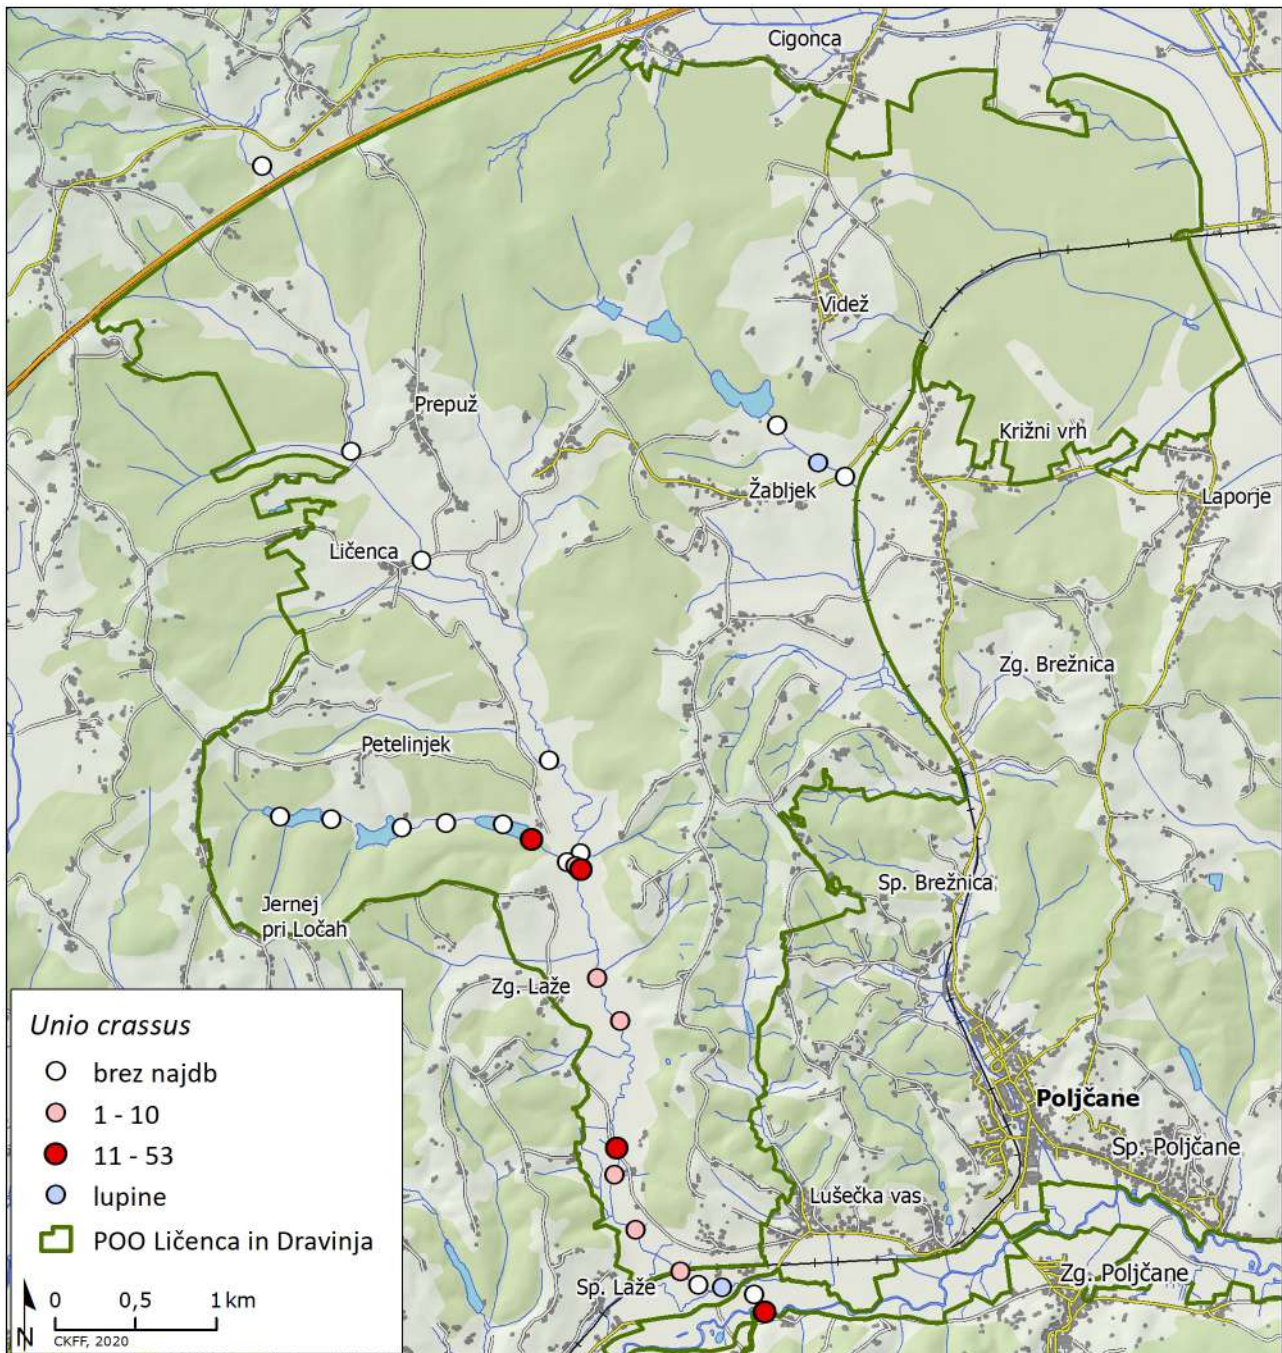 Cigonca
Videž
Prepuž
Križni vrh
Žabljek
Laporje
Ličenca
Zg. Brežnica
Petelinjek
Sp. Brežnica
Jernej
pri Ločah
Zg. Laže
Poljčane
Sp. Poljčane
Lušečka vas
Zg. Poljčane
Sp. Laže
Unio crassus
brez najdb
1 - 10
11 - 53
lupine
POO Ličenca in Dravinja
0 0,5 1 km
N
CKFF, 2020